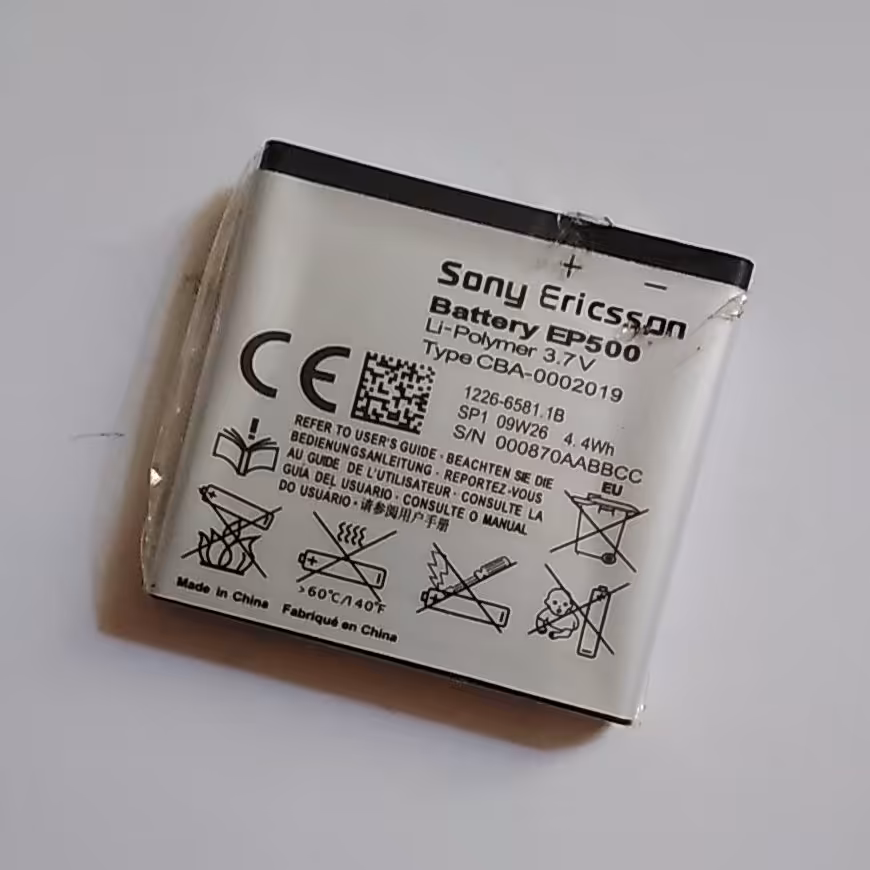 + −
Sony Ericsson
Battery EP500
Li-Polymer 3.7V
Type CBA-0002019
1226-6581.1B
SP1 09W26 4.4Wh
S/N 000870AABBCC
CE
REFER TO USER'S GUIDE · BEACHTEN SIE DIE
BEDIENUNGSANLEITUNG · REPORTEZ-VOUS
AU GUIDE DE L'UTILISATEUR · CONSULTE LA
GUÍA DEL USUARIO · CONSULTE O MANUAL
DO USUÁRIO · 请参阅用户手册
!
EU
>60℃/140℉
Made in China Fabriqué en China